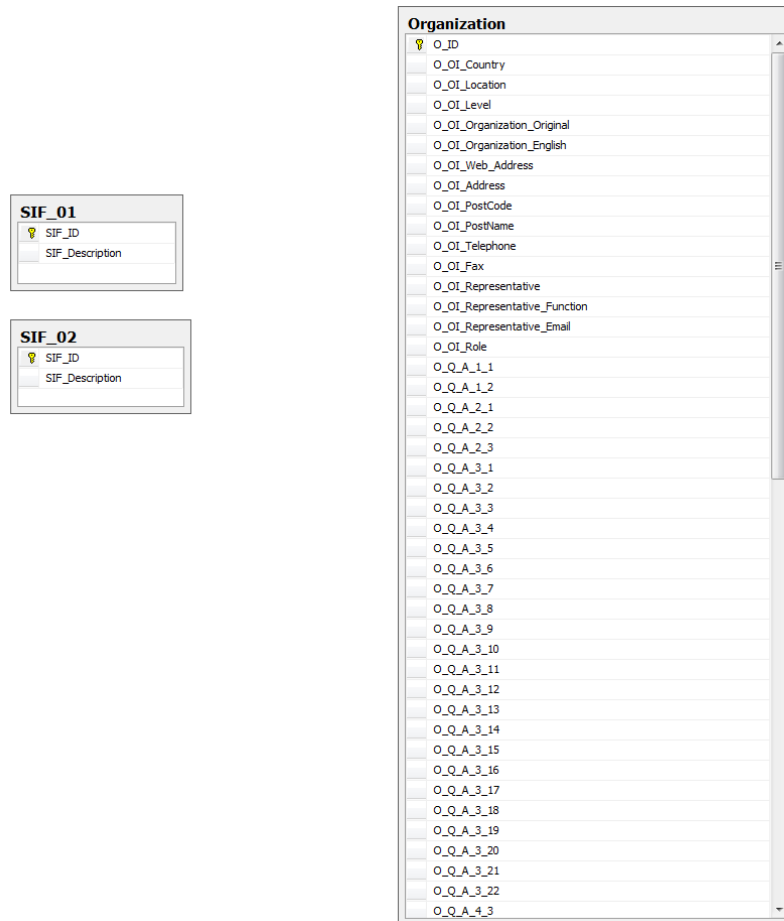 Organization
O_ID
O_OI_Country
O_OI_Location
O_OI_Level
O_OI_Organization_Original
O_OI_Organization_English
O_OI_Web_Address
O_OI_Address
O_OI_PostCode
O_OI_PostName
O_OI_Telephone
O_OI_Fax
O_OI_Representative
O_OI_Representative_Function
O_OI_Representative_Email
O_OI_Role
O_Q_A_1_1
O_Q_A_1_2
O_Q_A_2_1
O_Q_A_2_2
O_Q_A_2_3
O_Q_A_3_1
O_Q_A_3_2
O_Q_A_3_3
O_Q_A_3_4
O_Q_A_3_5
O_Q_A_3_6
O_Q_A_3_7
O_Q_A_3_8
O_Q_A_3_9
O_Q_A_3_10
O_Q_A_3_11
O_Q_A_3_12
O_Q_A_3_13
O_Q_A_3_14
O_Q_A_3_15
O_Q_A_3_16
O_Q_A_3_17
O_Q_A_3_18
O_Q_A_3_19
O_Q_A_3_20
O_Q_A_3_21
O_Q_A_3_22
O_Q_A_4_3
SIF_01
SIF_ID
SIF_Description
SIF_02
SIF_ID
SIF_Description